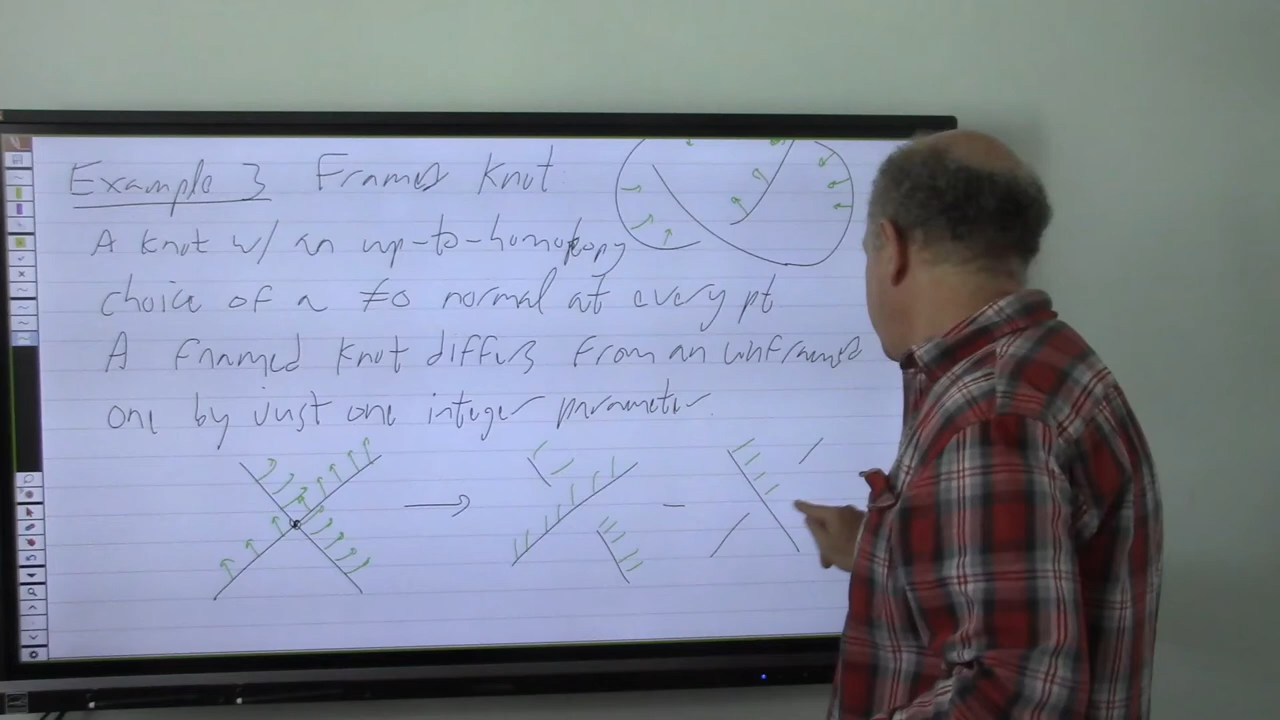 Example 3 Framed Knot
A knot w/ an up-to-homotopy
choice of a ≠0 normal at every pt
A framed knot differs from an unframed
one by just one integer parameter.